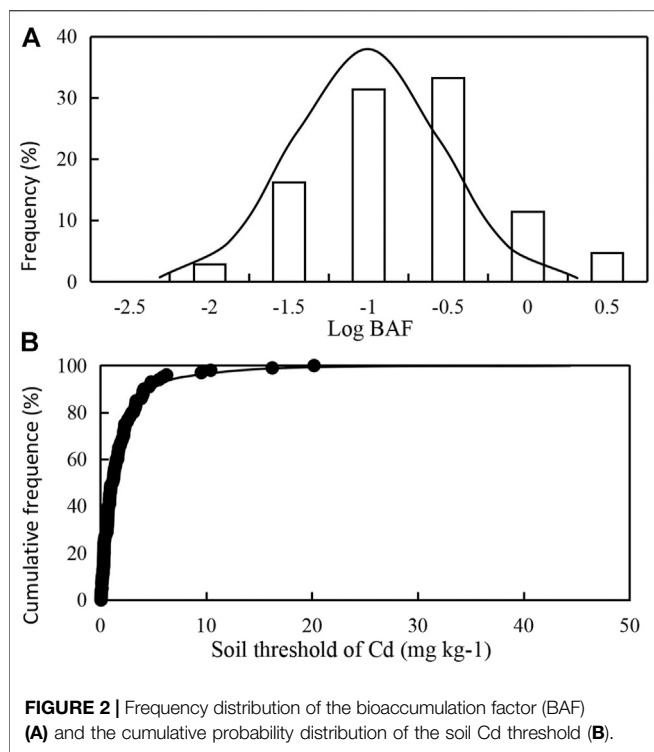 A
40
30
20
10
0
Frequency (%)
-2.5 -2 -1.5 -1 -0.5 0 0.5
Log BAF
B
100
80
60
40
20
0
Cumulative frequence (%)
0 10 20 30 40 50
Soil threshold of Cd (mg kg-1)
FIGURE 2 | Frequency distribution of the bioaccumulation factor (BAF)
(A) and the cumulative probability distribution of the soil Cd threshold (B).